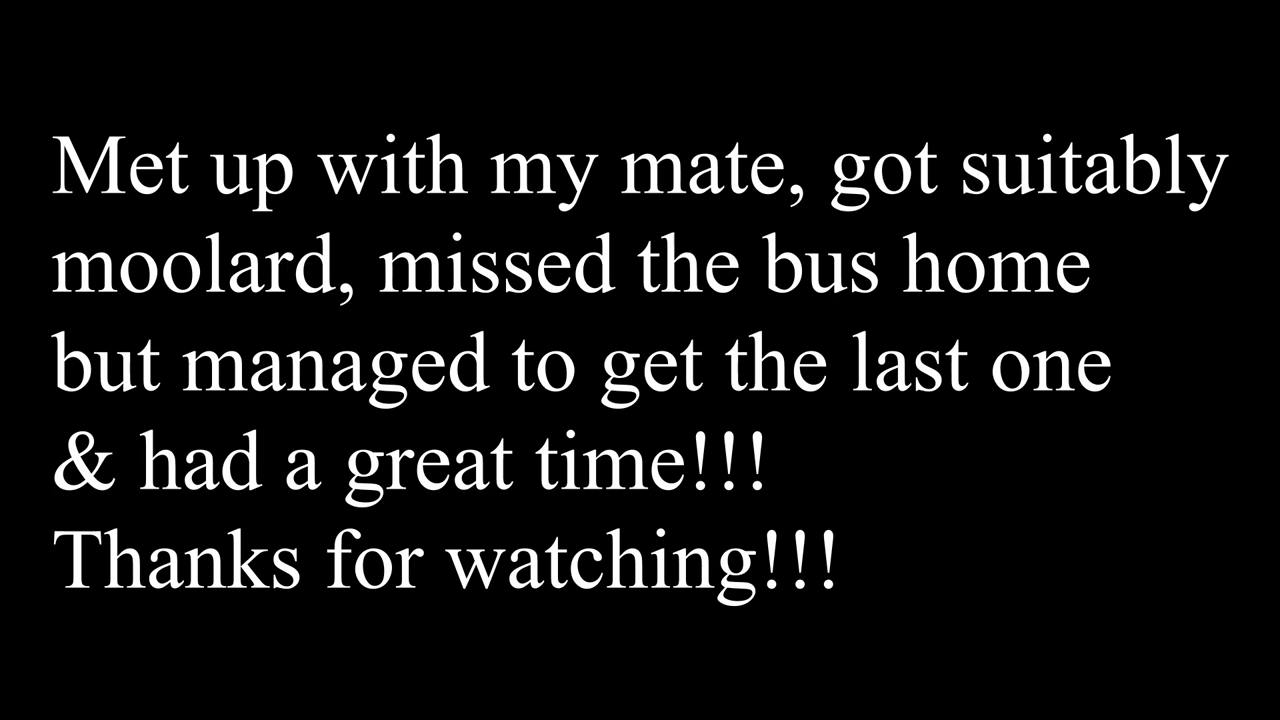 Met up with my mate, got suitably
moolard, missed the bus home
but managed to get the last one
& had a great time!!!
Thanks for watching!!!